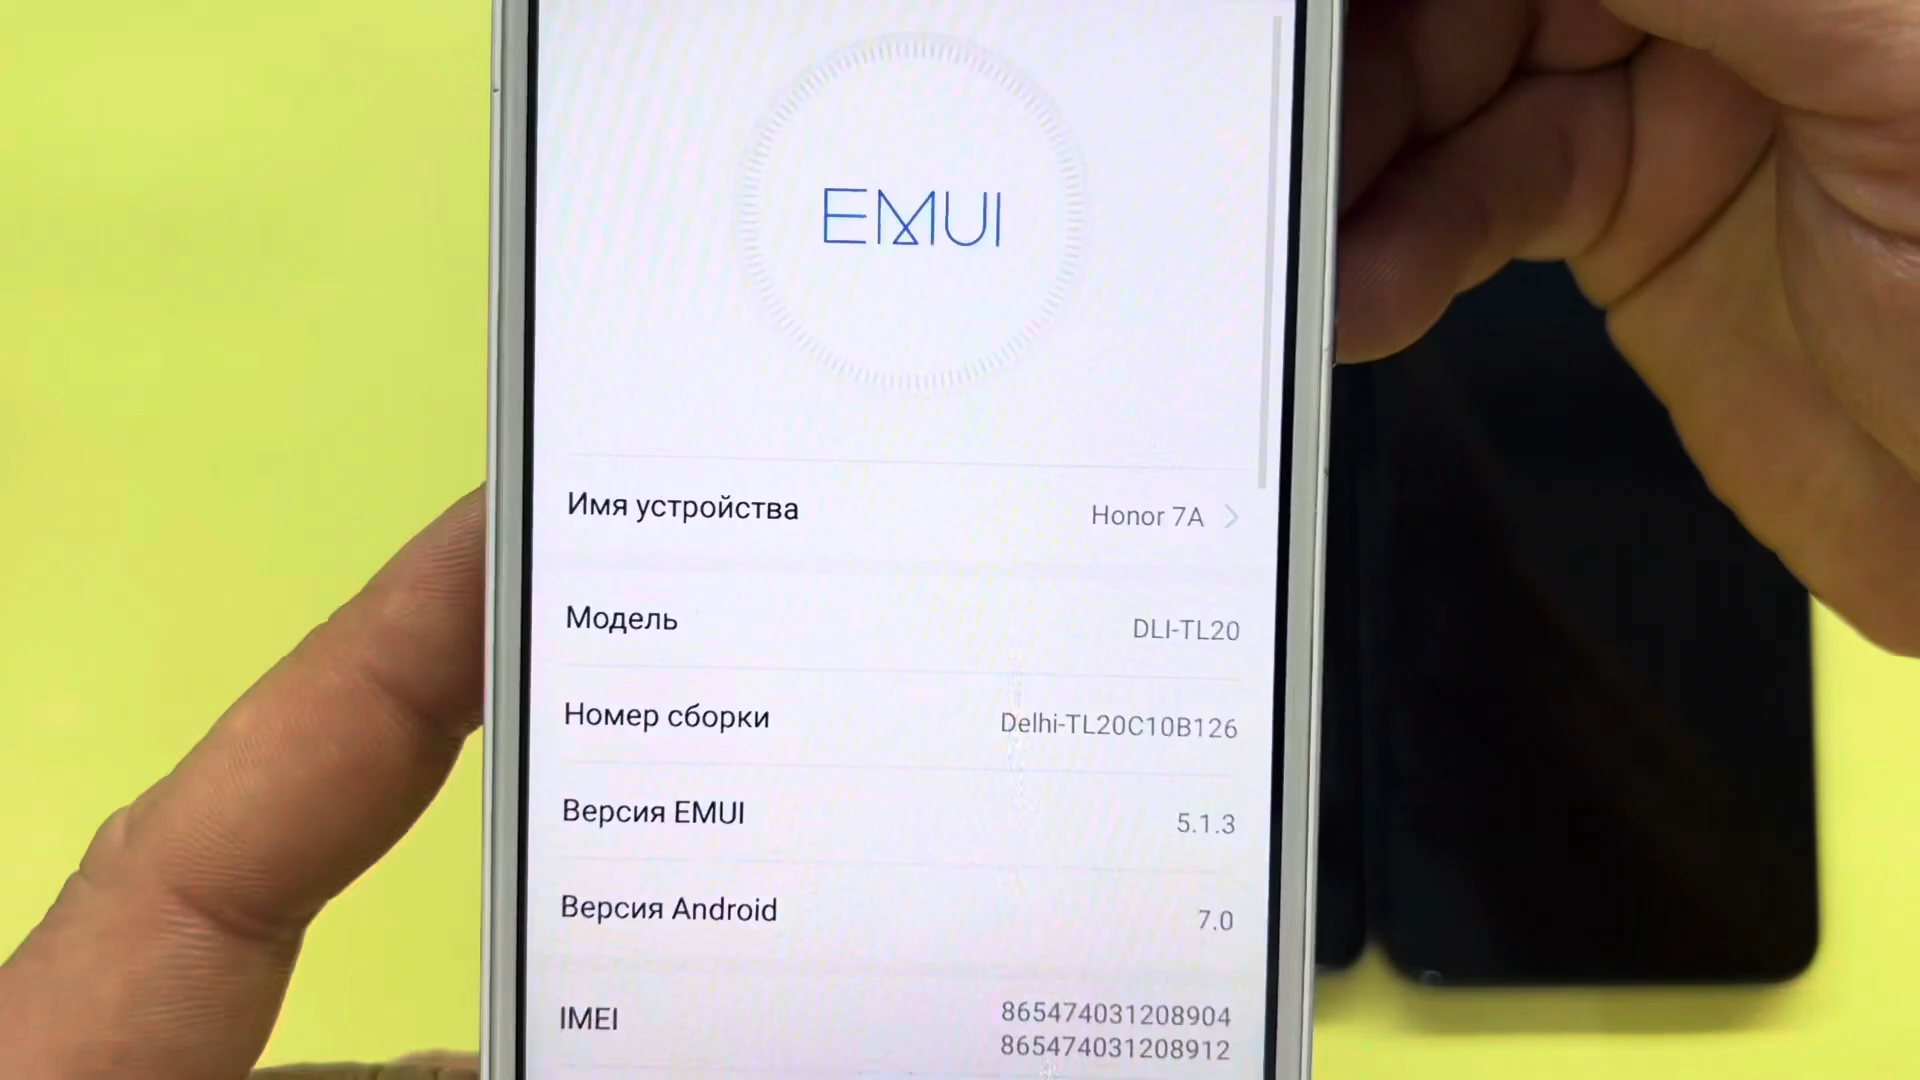 EMUI
Имя устройства Honor 7A
Модель DLI-TL20
Номер сборки Delhi-TL20C10B126
Версия EMUI 5.1.3
Версия Android 7.0
IMEI 865474031208904
865474031208912